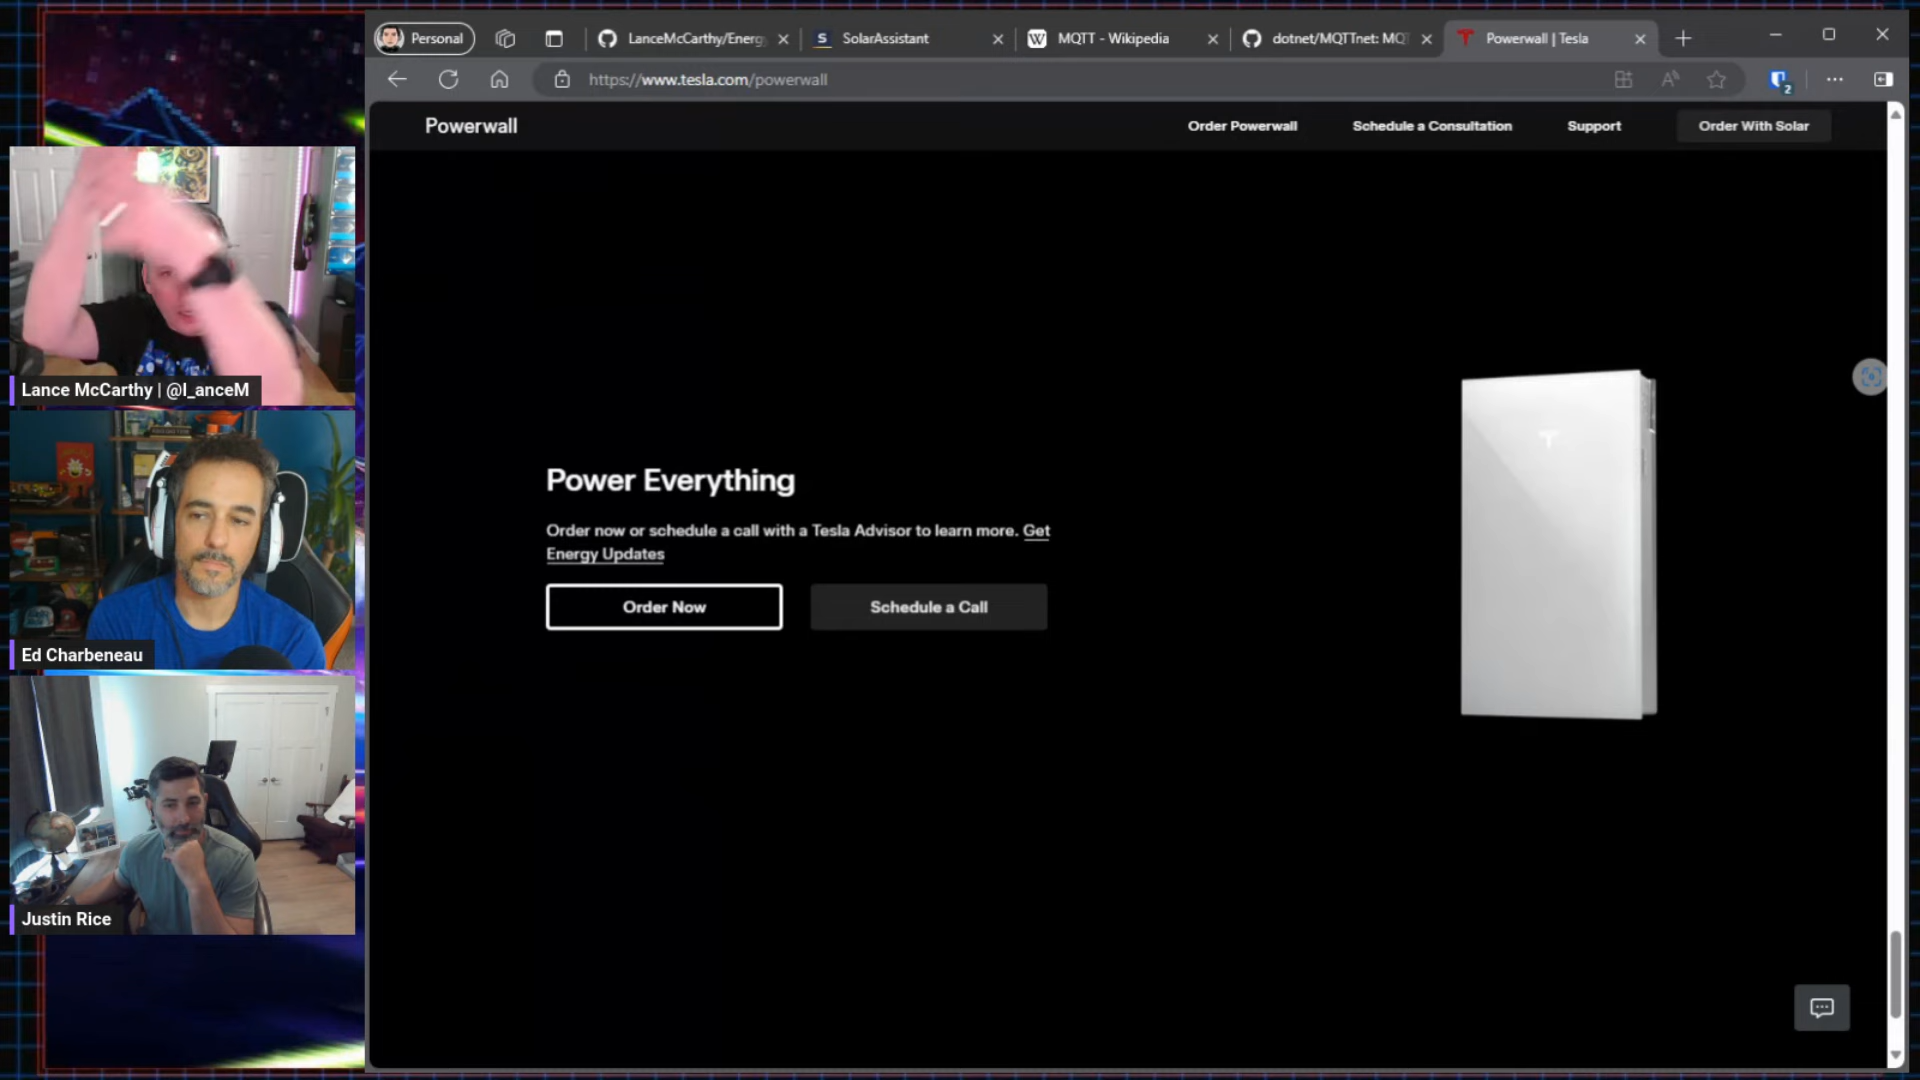 Personal
LanceMcCarthy/Energ
SolarAssistant
MQTT - Wikipedia
dotnet/MQTTnet: MQ
Powerwall | Tesla
https://www.tesla.com/powerwall
2
Powerwall
Order Powerwall
Schedule a Consultation
Support
Order With Solar
Lance McCarthy | @l_anceM
Power Everything
Order now or schedule a call with a Tesla Advisor to learn more. Get
Energy Updates
Order Now
Schedule a Call
Ed Charbeneau
Justin Rice